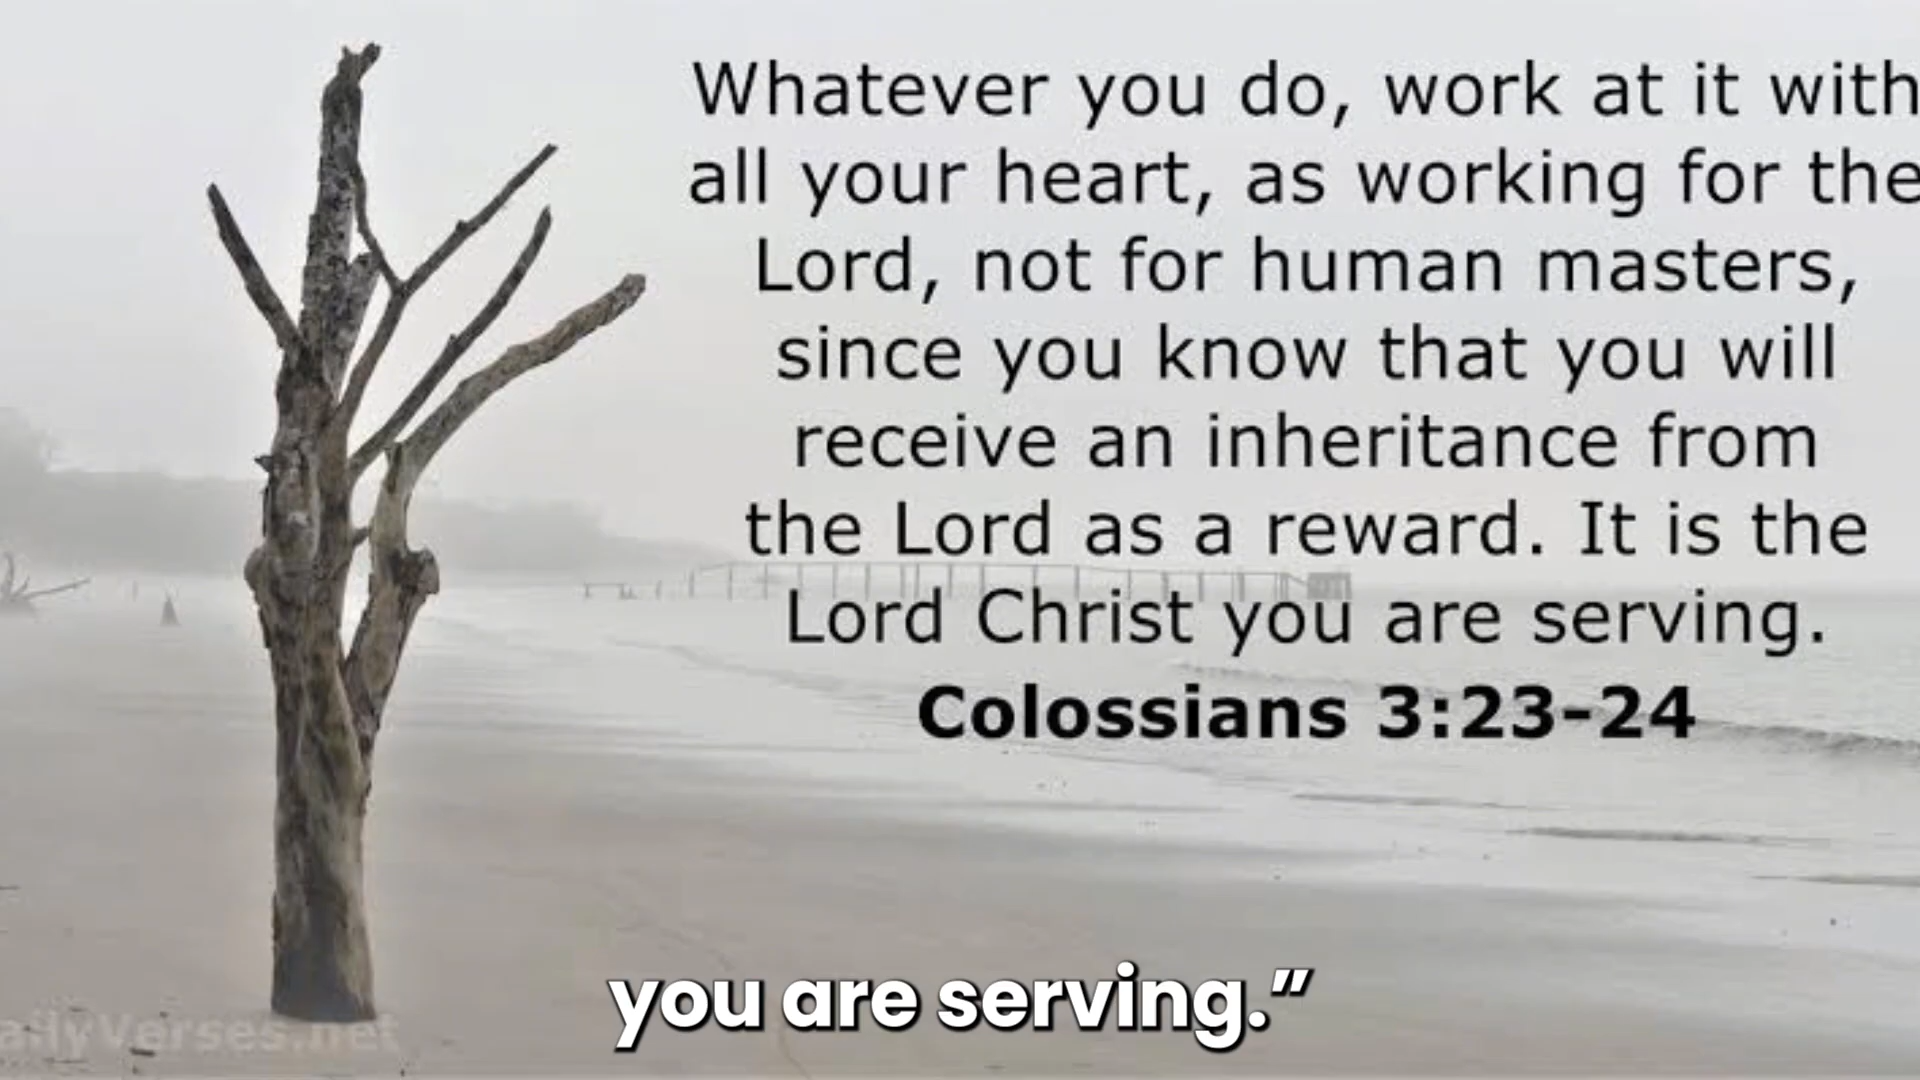 Whatever you do, work at it with
all your heart, as working for the
Lord, not for human masters,
since you know that you will
receive an inheritance from
the Lord as a reward. It is the
Lord Christ you are serving.
Colossians 3:23-24
you are serving.”
ailyVerses.net